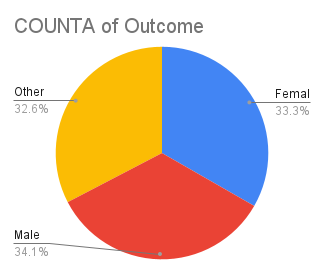 COUNTA of Outcome
Other
32.6%
Femal
33.3%
Male
34.1%